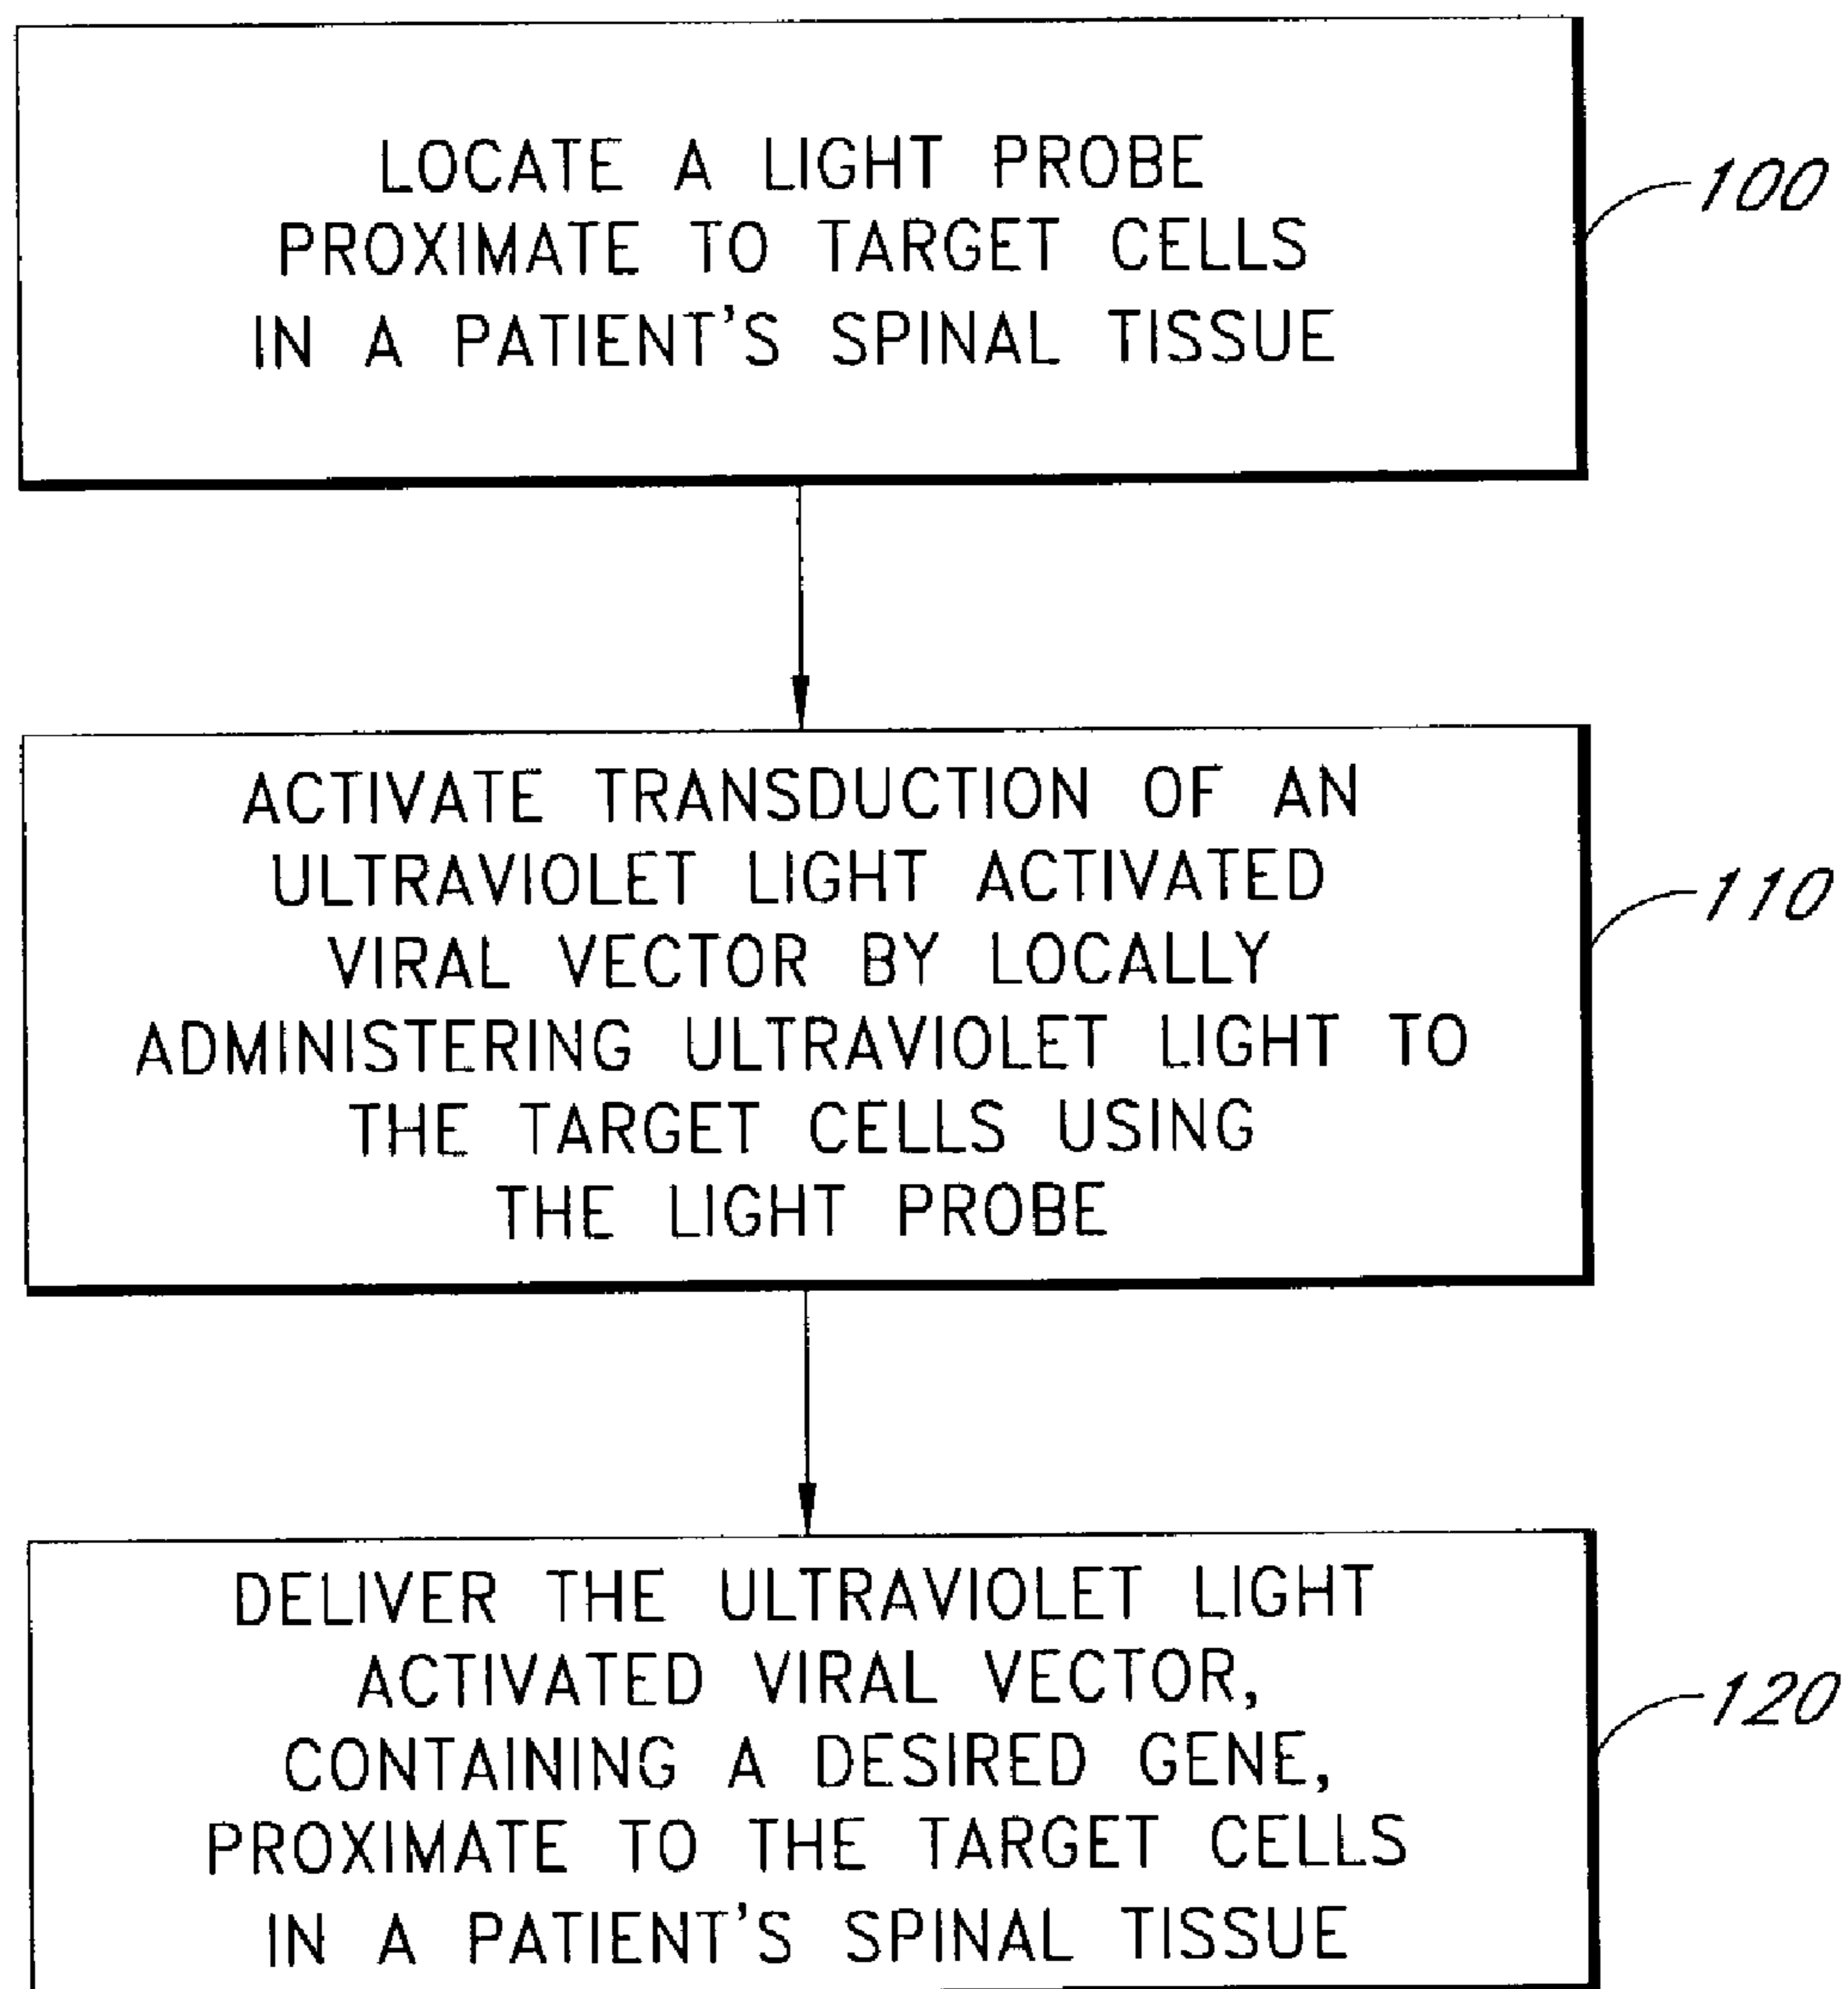 LOCATE A LIGHT PROBE
PROXIMATE TO TARGET CELLS
IN A PATIENT'S SPINAL TISSUE
100
ACTIVATE TRANSDUCTION OF AN
ULTRAVIOLET LIGHT ACTIVATED
VIRAL VECTOR BY LOCALLY
ADMINISTERING ULTRAVIOLET LIGHT TO
THE TARGET CELLS USING
THE LIGHT PROBE
110
DELIVER THE ULTRAVIOLET LIGHT
ACTIVATED VIRAL VECTOR,
CONTAINING A DESIRED GENE,
PROXIMATE TO THE TARGET CELLS
IN A PATIENT'S SPINAL TISSUE
120